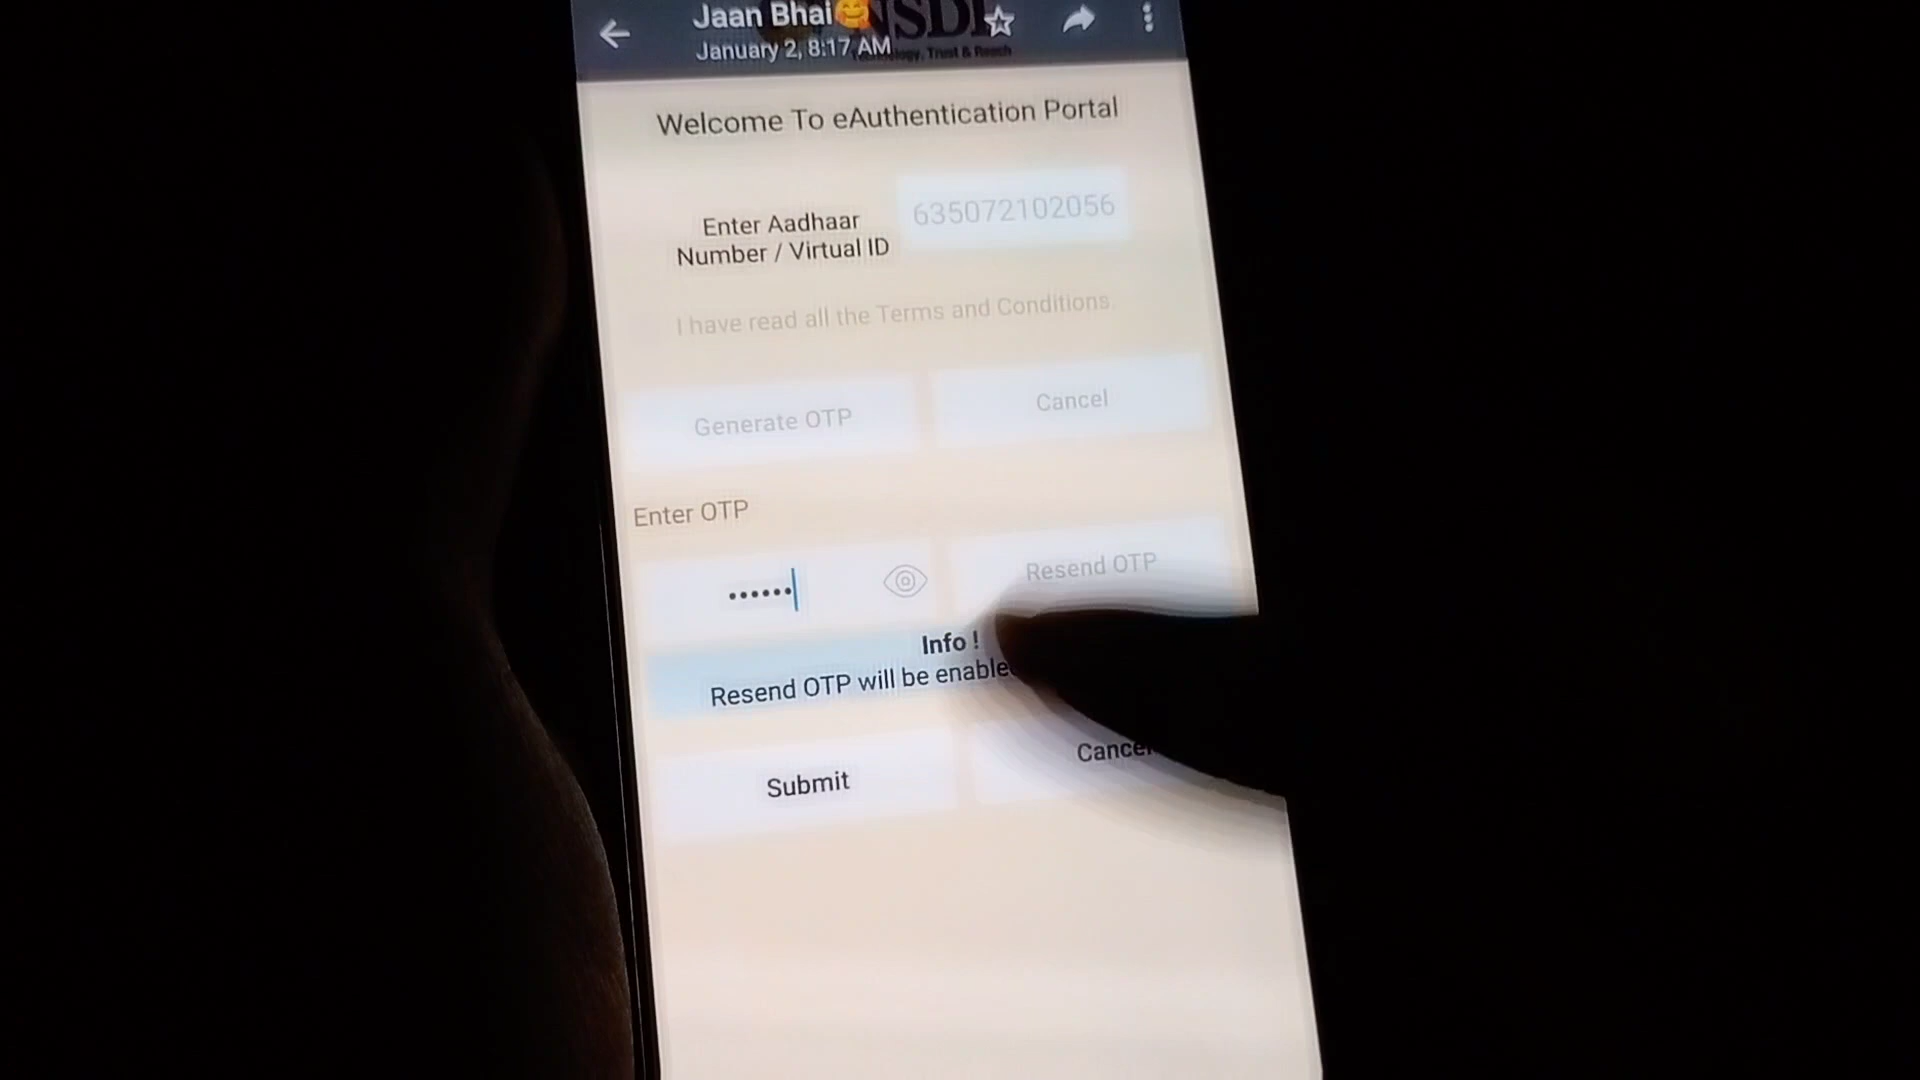 Jaan Bhai🥰
NSDL
January 2, 8:17 AM
Technology, Trust & Reach
Welcome To eAuthentication Portal
Enter Aadhaar
Number / Virtual ID
635072102056
I have read all the Terms and Conditions.
Generate OTP
Cancel
Enter OTP
••••••
Resend OTP
Info !
Resend OTP will be enable
Submit
Cancel